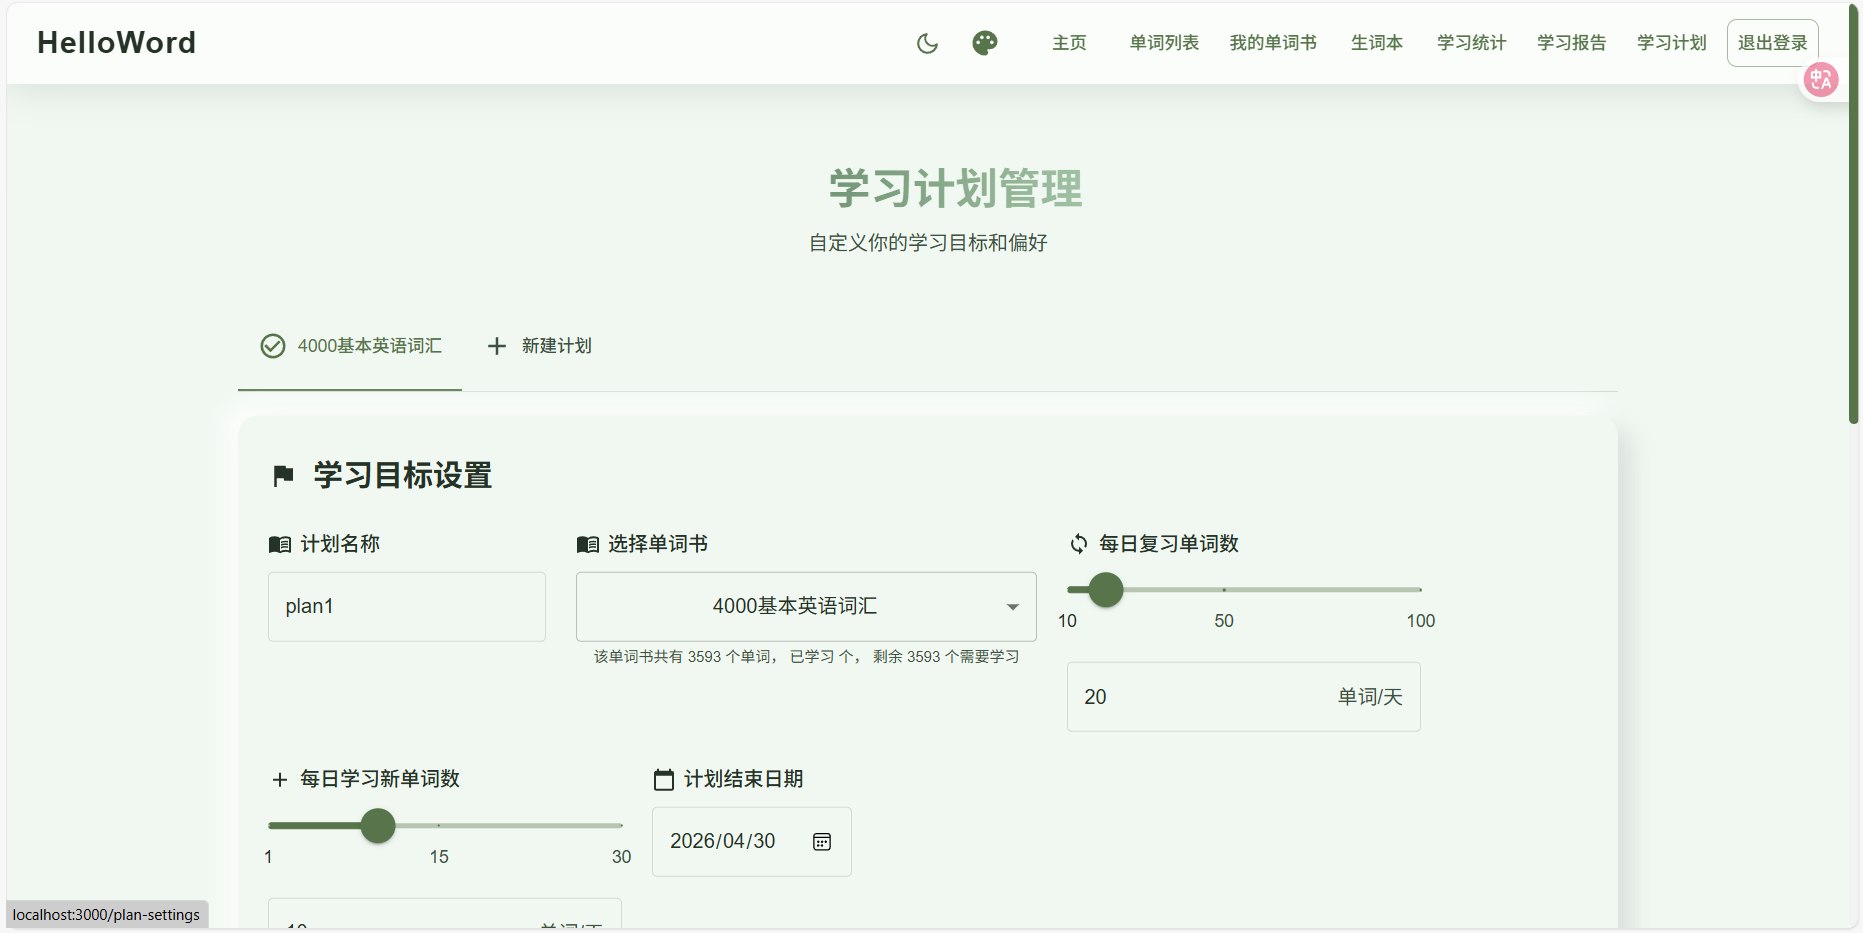 HelloWord
主页
单词列表
我的单词书
生词本
学习统计
学习报告
学习计划
退出登录
学习计划管理
自定义你的学习目标和偏好
4000基本英语词汇
新建计划
学习目标设置
计划名称
选择单词书
每日复习单词数
plan1
4000基本英语词汇
10
50
100
该单词书共有 3593 个单词， 已学习 个， 剩余 3593 个需要学习
20
单词/天
每日学习新单词数
计划结束日期
2026/04/30
1
15
30
localhost:3000/plan-settings